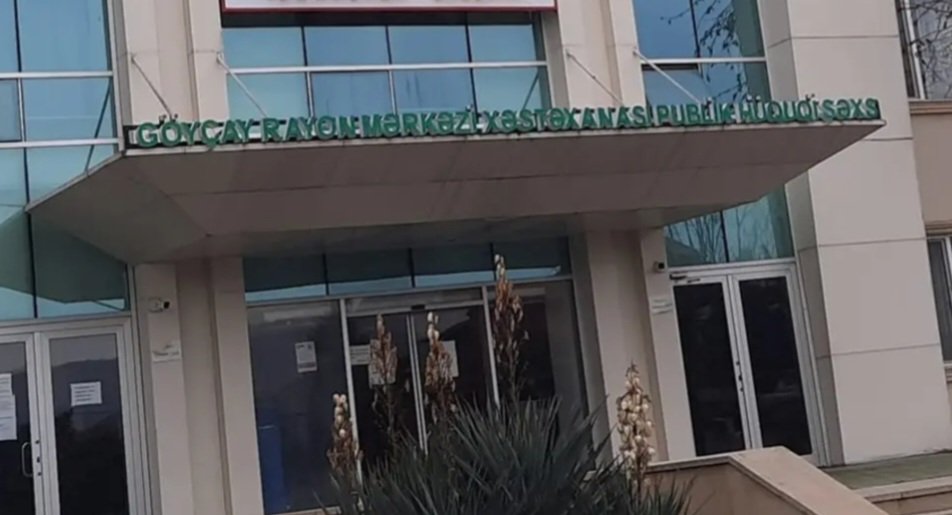 GÖYÇAY RAYON MƏRKƏZİ XƏSTƏXANASI PUBLİK HÜQUQİ ŞƏXS